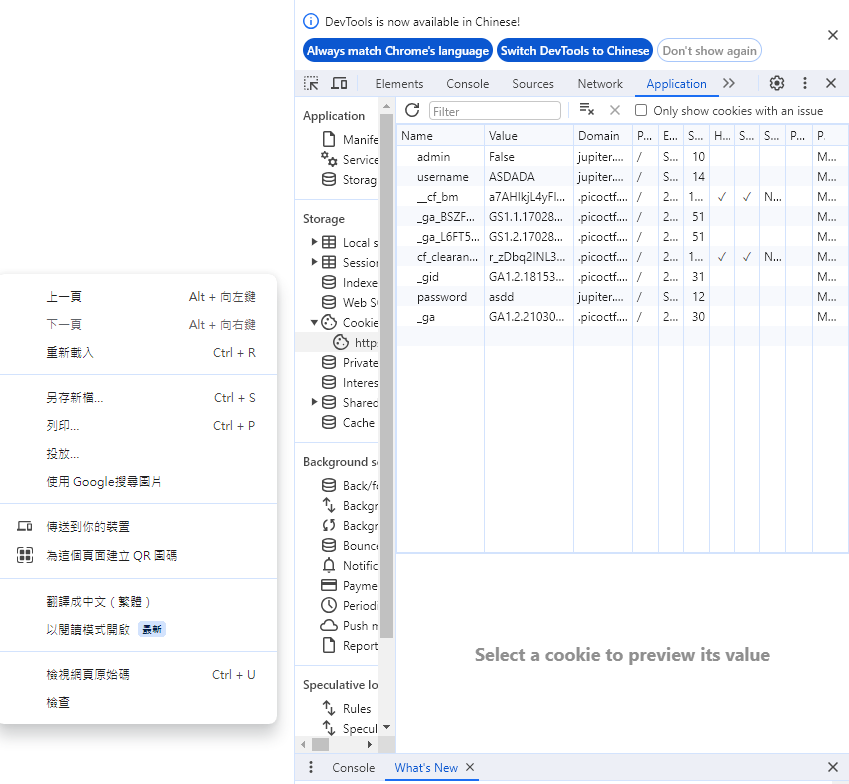 上一頁 Alt + 向左鍵
下一頁 Alt + 向右鍵
重新載入 Ctrl + R
另存新檔... Ctrl + S
列印... Ctrl + P
投放...
使用 Google搜尋圖片
傳送到你的裝置
為這個頁面建立 QR 圖碼
翻譯成中文（繁體）
以閱讀模式開啟 最新
檢視網頁原始碼 Ctrl + U
檢查
DevTools is now available in Chinese!
Always match Chrome's language Switch DevTools to Chinese Don't show again
Elements Console Sources Network Application
Filter Only show cookies with an issue
Application
Manife
Service
Storag
Storage
Local s
Session
Indexe
Web S
Cookie
http
Private
Interes
Shared
Cache
Background se
Back/fo
Backgr
Backgr
Bounce
Notific
Payme
Periodi
Push m
Report
Speculative lo
Rules
Specul
Name Value Domain P... E... S... H... S... S... P... P.
admin False jupiter.... / S... 10 M...
username ASDADA jupiter.... / S... 14 M...
__cf_bm a7AHIkjL4yFl... .picoctf.... / 2... 1... ✓ ✓ N... M...
_ga_BSZF... GS1.1.17028... .picoctf.... / 2... 51 M...
_ga_L6FT5... GS1.2.17028... .picoctf.... / 2... 51 M...
cf_clearan... r_zDbq2INL3... .picoctf.... / 2... 1... ✓ ✓ N... M...
_gid GA1.2.18153... .picoctf.... / 2... 31 M...
password asdd jupiter.... / S... 12 M...
_ga GA1.2.21030... .picoctf.... / 2... 30 M...
Select a cookie to preview its value
Console What's New